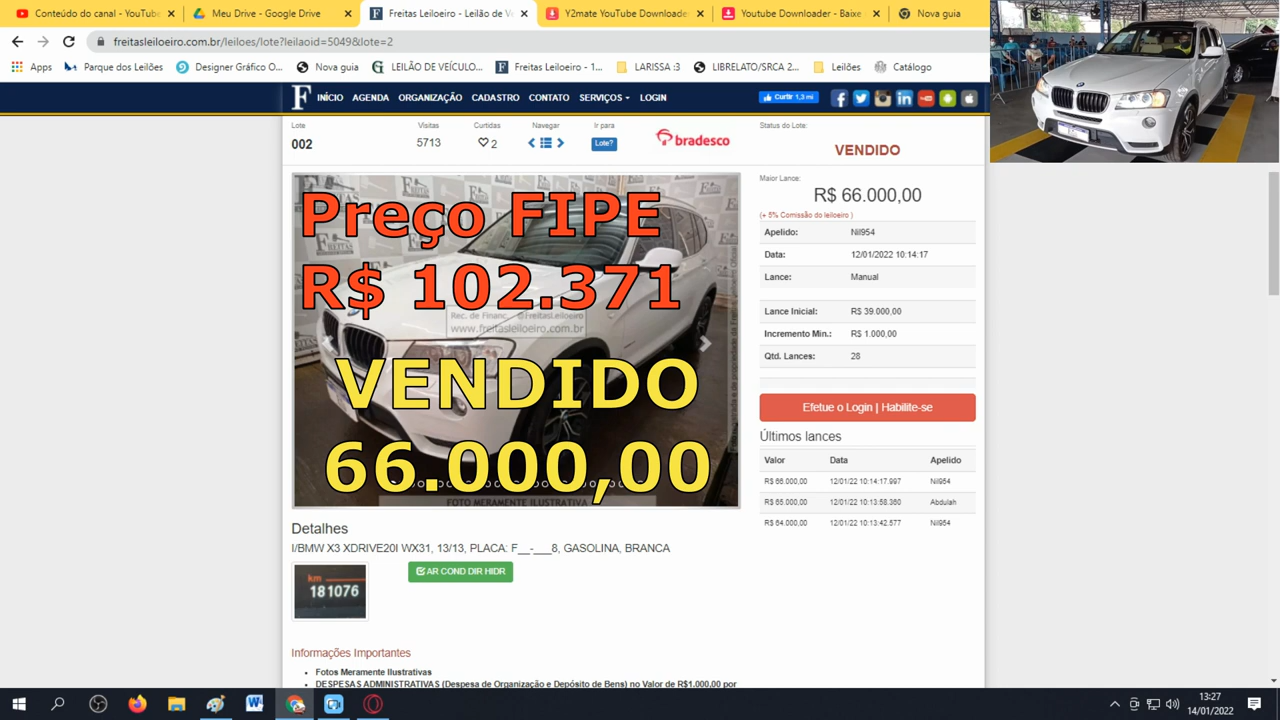 Conteúdo do canal - YouTube
Meu Drive - Google Drive
Freitas Leiloeiro - Leilão de V
Y2mate YouTube Downloader
Youtube Downloader - Baixe
Nova guia
freitasleiloeiro.com.br/leiloes/lote?leilaoid=5049&lote=2
Apps
Parque dos Leilões
Designer Gráfico O...
Nova guia
LEILÃO DE VEÍCULO...
Freitas Leiloeiro - 1...
LARISSA :3
LIBRELATO/SRCA 2...
Leilões
Catálogo
F INÍCIO AGENDA ORGANIZAÇÃO CADASTRO CONTATO SERVIÇOS LOGIN
Curtir 1,3 mi
Lote
002
Visitas
5713
Curtidas
2
Navegar
Ir para
Lote?
bradesco
Status do Lote:
VENDIDO
Maior Lance:
R$ 66.000,00
(+ 5% Comissão do leiloeiro )
Apelido: Nil954
Data: 12/01/2022 10:14:17
Lance: Manual
Lance Inicial: R$ 39.000,00
Incremento Min.: R$ 1.000,00
Qtd. Lances: 28
Efetue o Login | Habilite-se
Últimos lances
Valor Data Apelido
R$ 66.000,00 12/01/22 10:14:17.997 Nil954
R$ 65.000,00 12/01/22 10:13:58.360 Abdulah
R$ 64.000,00 12/01/22 10:13:42.577 Nil954
Preço FIPE
R$ 102.371
Rec. de Financ. - @FreitasLeiloeiro
www.freitasleiloeiro.com.br
VENDIDO
66.000,00
FOTO MERAMENTE ILUSTRATIVA
Detalhes
I/BMW X3 XDRIVE20I WX31, 13/13, PLACA: F__-___8, GASOLINA, BRANCA
km
181076
AR COND DIR HIDR
Informações Importantes
Fotos Meramente Ilustrativas
DESPESAS ADMINISTRATIVAS (Despesa de Organização e Depósito de Bens) no Valor de R$1.000,00 por
13:27
14/01/2022